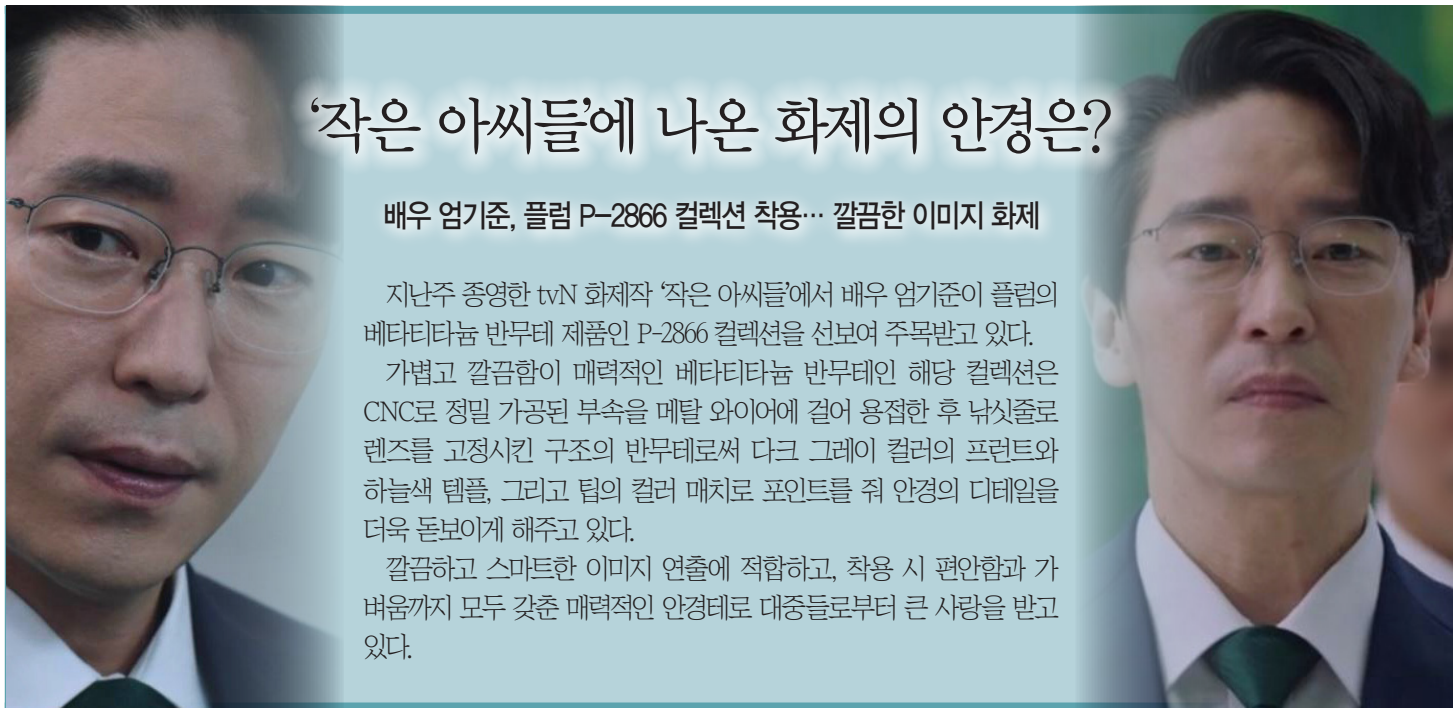 ‘작은 아씨들’에 나온 화제의 안경은?
배우 엄기준, 플럼 P-2866 컬렉션 착용… 깔끔한 이미지 화제
지난주 종영한 tvN 화제작 ‘작은 아씨들’에서 배우 엄기준이 플럼의
베타티타늄 반무테 제품인 P-2866 컬렉션을 선보여 주목받고 있다.
가볍고 깔끔함이 매력적인 베타티타늄 반무테인 해당 컬렉션은
CNC로 정밀 가공된 부속을 메탈 와이어에 걸어 용접한 후 낚싯줄로
렌즈를 고정시킨 구조의 반무테로써 다크 그레이 컬러의 프런트와
하늘색 템플, 그리고 팁의 컬러 매치로 포인트를 줘 안경의 디테일을
더욱 돋보이게 해주고 있다.
깔끔하고 스마트한 이미지 연출에 적합하고, 착용 시 편안함과 가
벼움까지 모두 갖춘 매력적인 안경테로 대중들로부터 큰 사랑을 받고
있다.